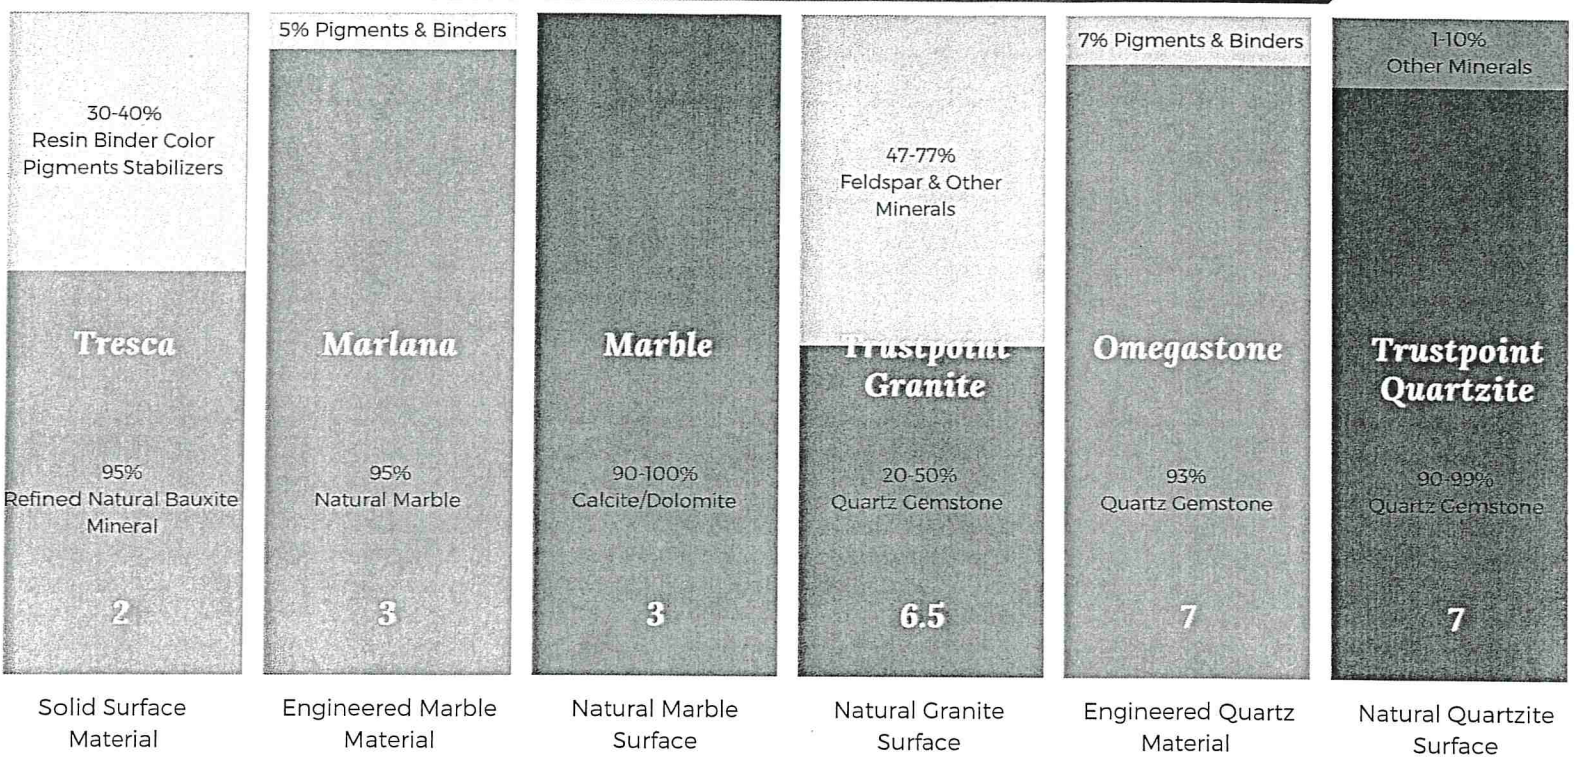 30-40%
Resin Binder Color
Pigments Stabilizers
Tresca
95%
Refined Natural Bauxite
Mineral
2
Solid Surface
Material
5% Pigments & Binders
Marlana
95%
Natural Marble
3
Engineered Marble
Material
Marble
90-100%
Calcite/Dolomite
3
Natural Marble
Surface
47-77%
Feldspar & Other
Minerals
Trustpoint
Granite
20-50%
Quartz Gemstone
6.5
Natural Granite
Surface
7% Pigments & Binders
Omegastone
93%
Quartz Gemstone
7
Engineered Quartz
Material
1-10%
Other Minerals
Trustpoint
Quartzite
90-99%
Quartz Gemstone
7
Natural Quartzite
Surface